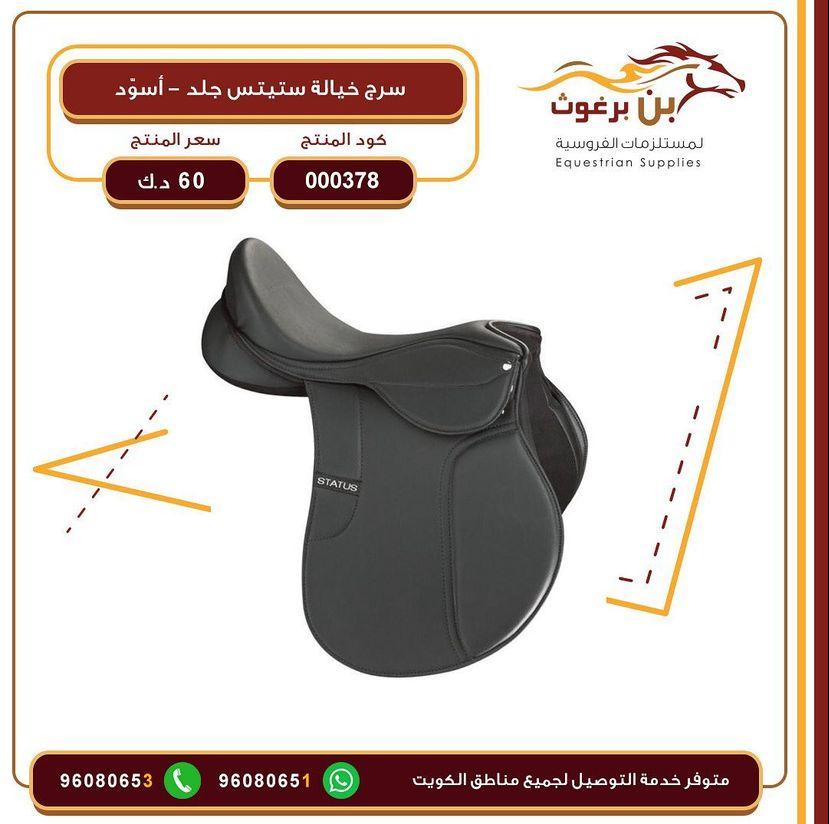 سرج خيالة ستيتس جلد - أسوّد
كود المنتج
000378
سعر المنتج
60 د.ك
بن برغوث
لمستلزمات الفروسية
Equestrian Supplies
STATUS
متوفر خدمة التوصيل لجميع مناطق الكويت
96080651
96080653